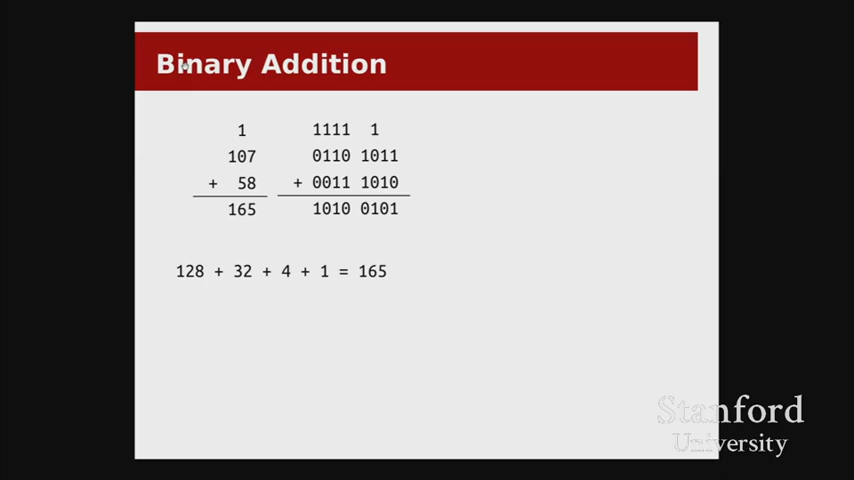 Binary Addition
1 1111 1
107 0110 1011
+ 58 + 0011 1010
165 1010 0101
128 + 32 + 4 + 1 = 165
Stanford
University